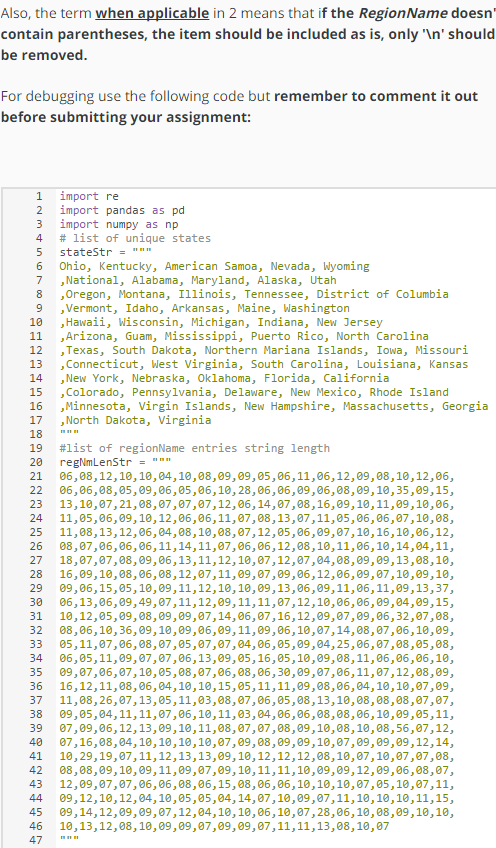 Also, the term when applicable in 2 means that if the RegionName doesn'
contain parentheses, the item should be included as is, only '\n' should
be removed.
For debugging use the following code but remember to comment it out
before submitting your assignment:
1 import re
2 import pandas as pd
3 import numpy as np
4 # list of unique states
5 stateStr = """
6 Ohio, Kentucky, American Samoa, Nevada, Wyoming
7 ,National, Alabama, Maryland, Alaska, Utah
8 ,Oregon, Montana, Illinois, Tennessee, District of Columbia
9 ,Vermont, Idaho, Arkansas, Maine, Washington
10 ,Hawaii, Wisconsin, Michigan, Indiana, New Jersey
11 ,Arizona, Guam, Mississippi, Puerto Rico, North Carolina
12 ,Texas, South Dakota, Northern Mariana Islands, Iowa, Missouri
13 ,Connecticut, West Virginia, South Carolina, Louisiana, Kansas
14 ,New York, Nebraska, Oklahoma, Florida, California
15 ,Colorado, Pennsylvania, Delaware, New Mexico, Rhode Island
16 ,Minnesota, Virgin Islands, New Hampshire, Massachusetts, Georgia
17 ,North Dakota, Virginia
18 """
19 #list of regionName entries string length
20 regNmLenStr = """
21 06,08,12,10,10,04,10,08,09,09,05,06,11,06,12,09,08,10,12,06,
22 06,06,08,05,09,06,05,06,10,28,06,06,09,06,08,09,10,35,09,15,
23 13,10,07,21,08,07,07,07,12,06,14,07,08,16,09,10,11,09,10,06,
24 11,05,06,09,10,12,06,06,11,07,08,13,07,11,05,06,06,07,10,08,
25 11,08,13,12,06,04,08,10,08,07,12,05,06,09,07,10,16,10,06,12,
26 08,07,06,06,06,11,14,11,07,06,06,12,08,10,11,06,10,14,04,11,
27 18,07,07,08,09,06,13,11,12,10,07,12,07,04,08,09,09,13,08,10,
28 16,09,10,08,06,08,12,07,11,09,07,09,06,12,06,09,07,10,09,10,
29 09,06,15,05,10,09,11,12,10,10,09,13,06,09,11,06,11,09,13,37,
30 06,13,06,09,49,07,11,12,09,11,11,07,12,10,06,06,09,04,09,15,
31 10,12,05,09,08,09,09,07,14,06,07,16,12,09,07,09,06,32,07,08,
32 08,06,10,36,09,10,09,06,09,11,09,06,10,07,14,08,07,06,10,09,
33 05,11,07,06,08,07,05,07,07,04,06,05,09,04,25,06,07,08,05,08,
34 06,05,11,09,07,07,06,13,09,05,16,05,10,09,08,11,06,06,06,10,
35 09,07,06,07,10,05,08,07,06,08,06,30,09,07,06,11,07,12,08,09,
36 16,12,11,08,06,04,10,10,15,05,11,11,09,08,06,04,10,10,07,09,
37 11,08,26,07,13,05,11,03,08,07,06,05,08,13,10,08,08,08,07,07,
38 09,05,04,11,11,07,06,10,11,03,04,06,06,08,08,06,10,09,05,11,
39 07,09,06,12,13,09,10,11,08,07,07,08,09,10,08,10,08,56,07,12,
40 07,16,08,04,10,10,10,10,07,09,08,09,09,10,07,09,09,09,12,14,
41 10,29,19,07,11,12,13,13,09,10,12,12,12,08,10,07,10,07,07,08,
42 08,08,09,10,09,11,09,07,09,10,11,11,10,09,09,12,09,06,08,07,
43 12,09,07,07,06,06,08,06,15,08,06,06,10,10,10,07,05,10,07,11,
44 09,12,10,12,04,10,05,05,04,14,07,10,09,07,11,10,10,10,11,15,
45 09,14,12,09,09,07,12,04,10,10,06,10,07,28,06,10,08,09,10,10,
46 10,13,12,08,10,09,09,07,09,09,07,11,11,13,08,10,07
47 """